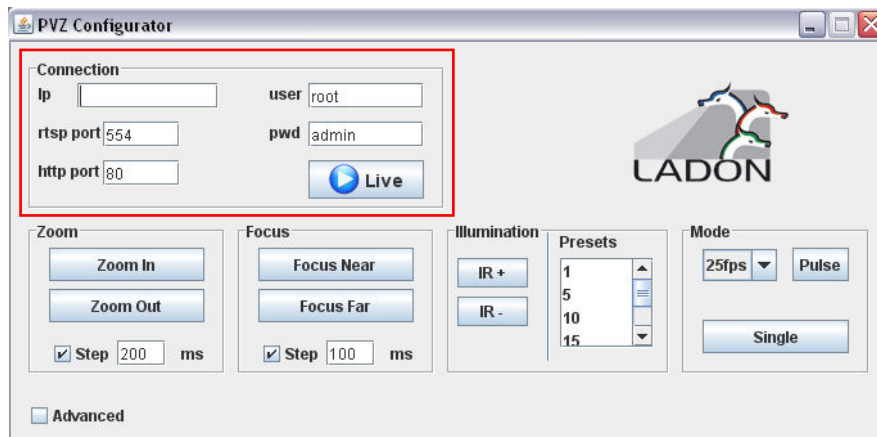 PVZ Configurator
Connection
Ip
user root
rtsp port 554
pwd admin
http port 80
Live
LADON
Zoom
Zoom In
Zoom Out
Step 200 ms
Focus
Focus Near
Focus Far
Step 100 ms
Illumination
IR +
IR -
Presets
1
5
10
15
Mode
25fps
Pulse
Single
Advanced